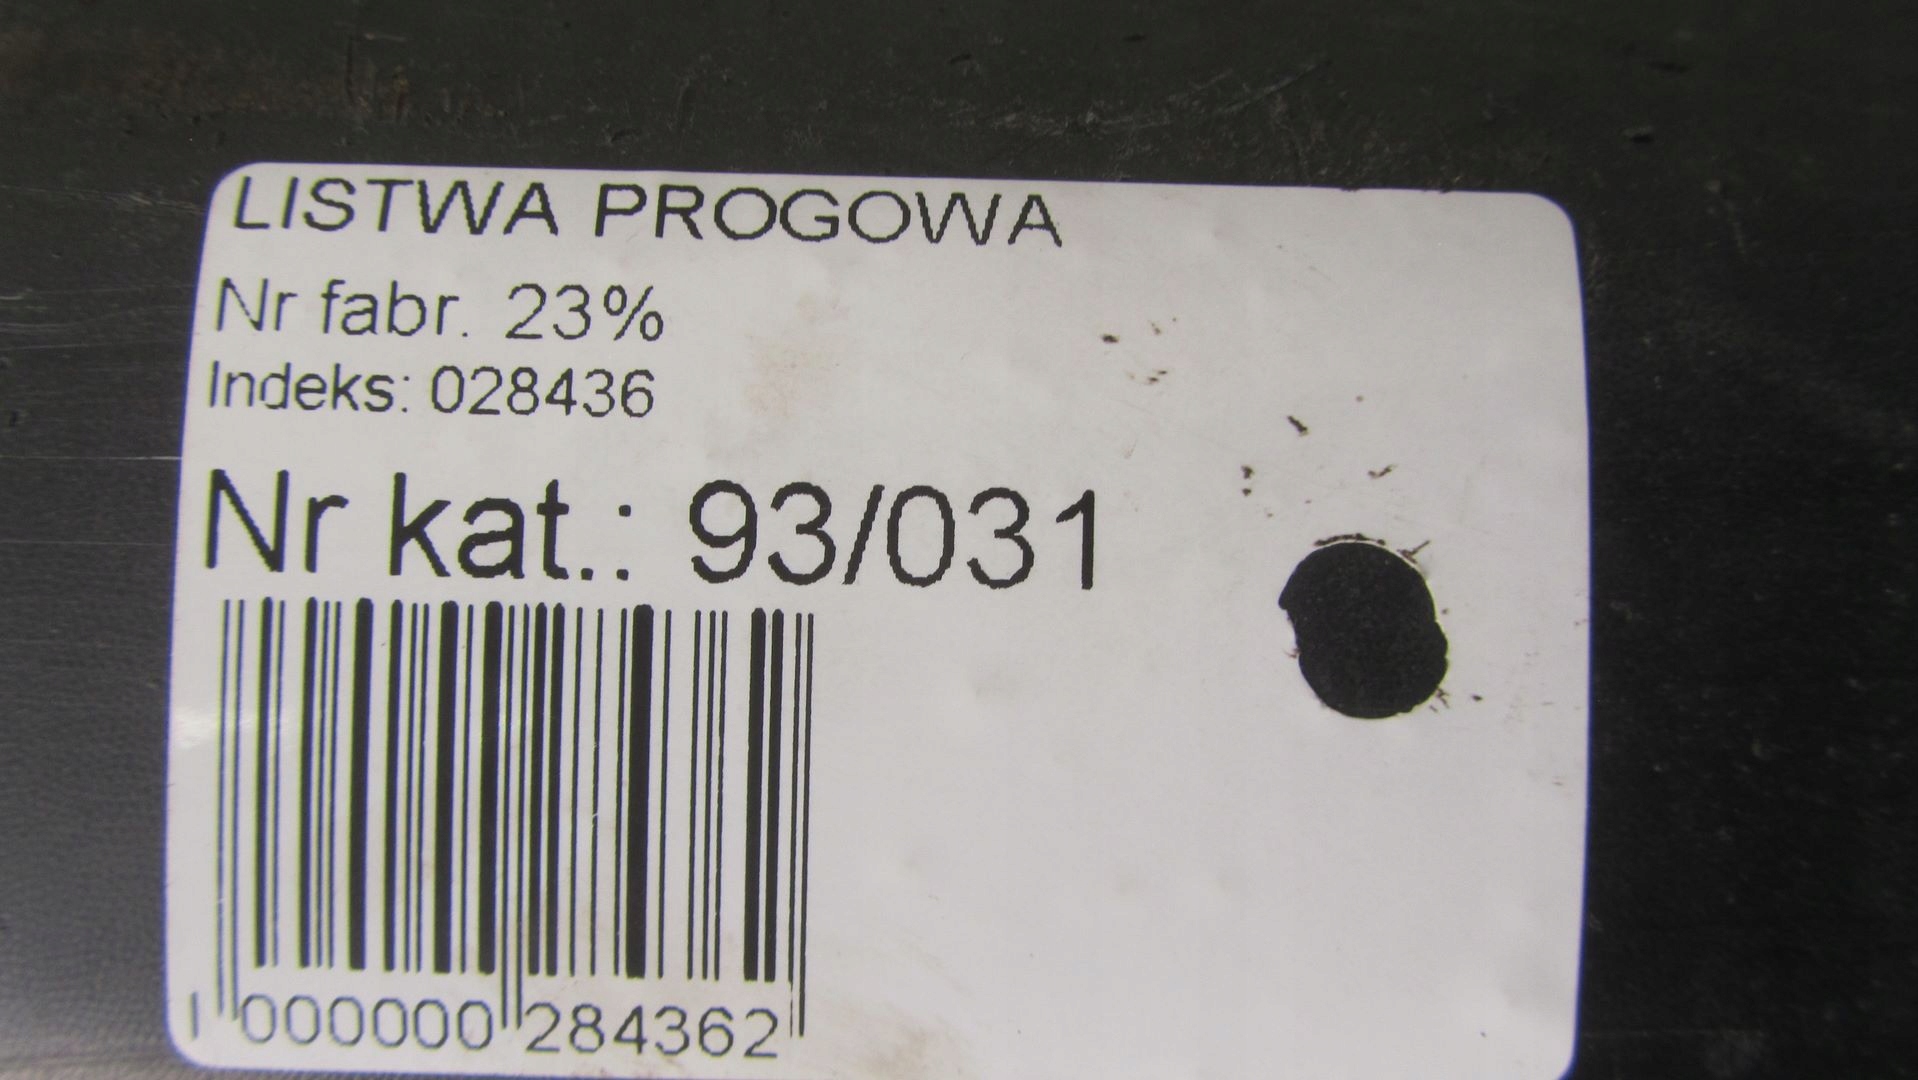 LISTWA PROGOWA
Nr fabr. 23%
Indeks: 028436
Nr kat.: 93/031
1 000000 284362